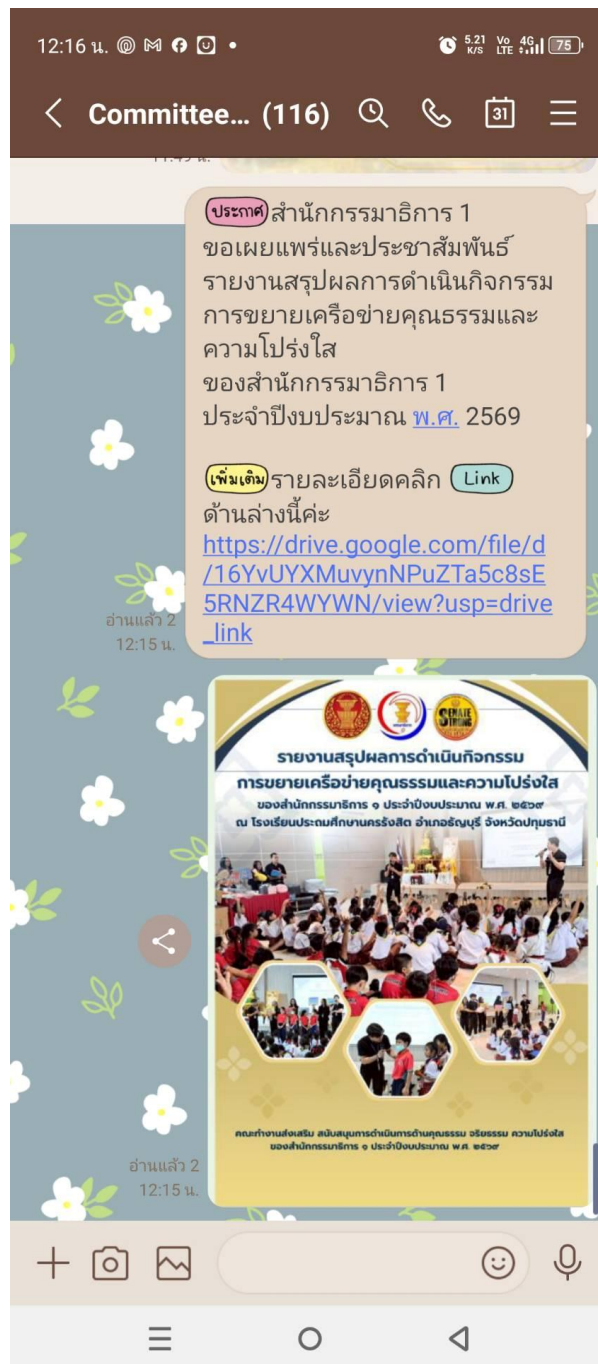 12:16 น.
5.21 K/S Vo LTE 4G 75
Committee... (116)
31
ประกาศ สำนักกรรมาธิการ 1
ขอเผยแพร่และประชาสัมพันธ์
รายงานสรุปผลการดำเนินกิจกรรม
การขยายเครือข่ายคุณธรรมและ
ความโปร่งใส
ของสำนักกรรมาธิการ 1
ประจำปีงบประมาณ พ.ศ. 2569
เพิ่มเติม รายละเอียดคลิก Link
ด้านล่างนี้ค่ะ
https://drive.google.com/file/d
/16YvUYXMuvynNPuZTa5c8sE
5RNZR4WYWN/view?usp=drive
_link
อ่านแล้ว 2
12:15 น.
SENATE
STRONG
รายงานสรุปผลการดำเนินกิจกรรม
การขยายเครือข่ายคุณธรรมและความโปร่งใส
ของสำนักกรรมาธิการ ๑ ประจำปีงบประมาณ พ.ศ. ๒๕๖๙
ณ โรงเรียนประถมศึกษานครรังสิต อำเภอธัญบุรี จังหวัดปทุมธานี
คณะทำงานส่งเสริม สนับสนุนการดำเนินการด้านคุณธรรม จริยธรรม ความโปร่งใส
ของสำนักกรรมาธิการ ๑ ประจำปีงบประมาณ พ.ศ. ๒๕๖๙
อ่านแล้ว 2
12:15 น.